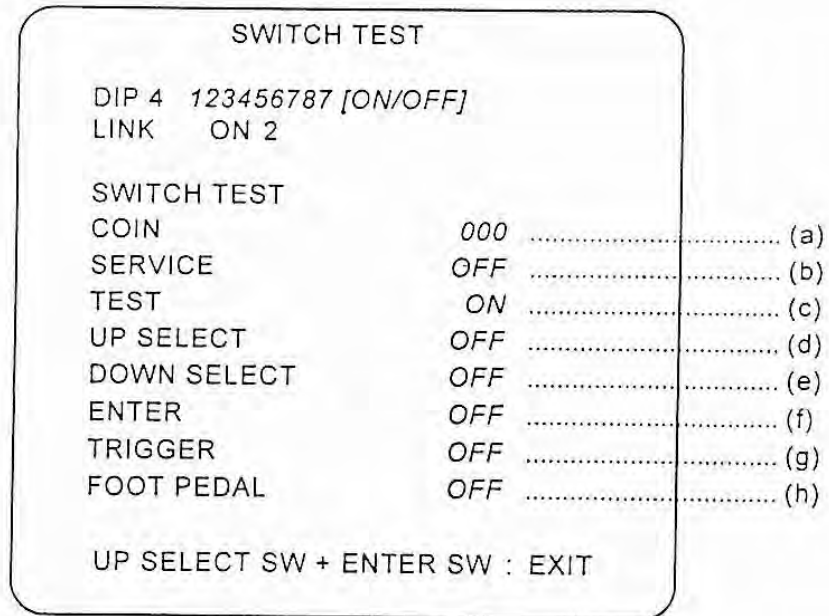 SWITCH TEST
DIP 4 123456787 [ON/OFF]
LINK ON 2
SWITCH TEST
COIN 000 (a)
SERVICE OFF (b)
TEST ON (c)
UP SELECT OFF (d)
DOWN SELECT OFF (e)
ENTER OFF (f)
TRIGGER OFF (g)
FOOT PEDAL OFF (h)
UP SELECT SW + ENTER SW : EXIT